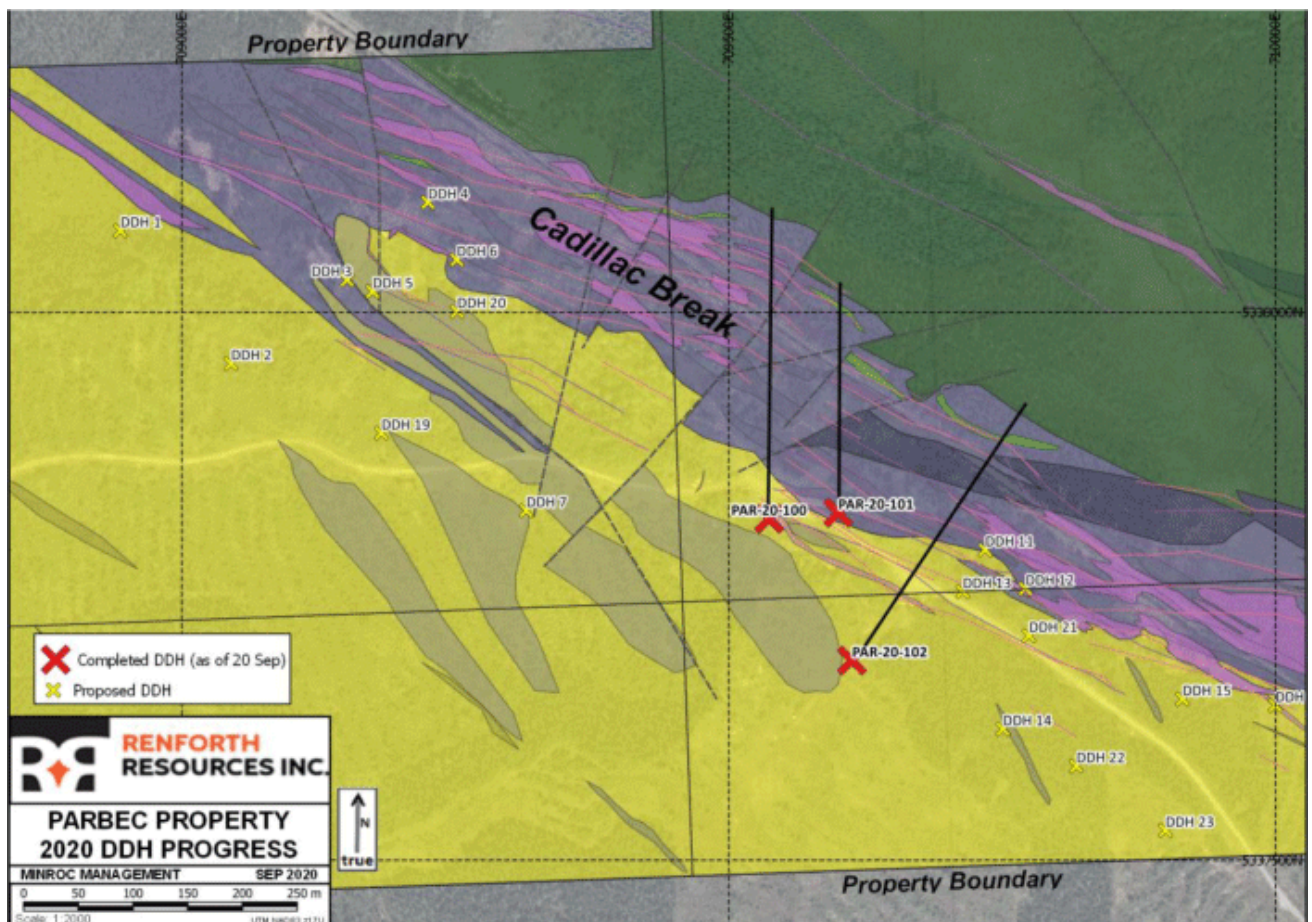 Property Boundary
709000E
709500E
710000E
DDH 4
DDH 1
Cadillac Break
DDH 6
DDH 3
DDH 5
DDH 20
5338000N
DDH 2
DDH 19
DDH 7
PAR-20-100
PAR-20-101
DDH 11
DDH 13
DDH 12
DDH 21
PAR-20-102
Completed DDH (as of 20 Sep)
Proposed DDH
DDH 15
DDH
DDH 14
DDH 22
DDH 23
RENFORTH
RESOURCES INC.
PARBEC PROPERTY
2020 DDH PROGRESS
MINROC MANAGEMENT SEP 2020
0 50 100 150 200 250 m
Scale: 1:2000
N
true
5337500N
Property Boundary